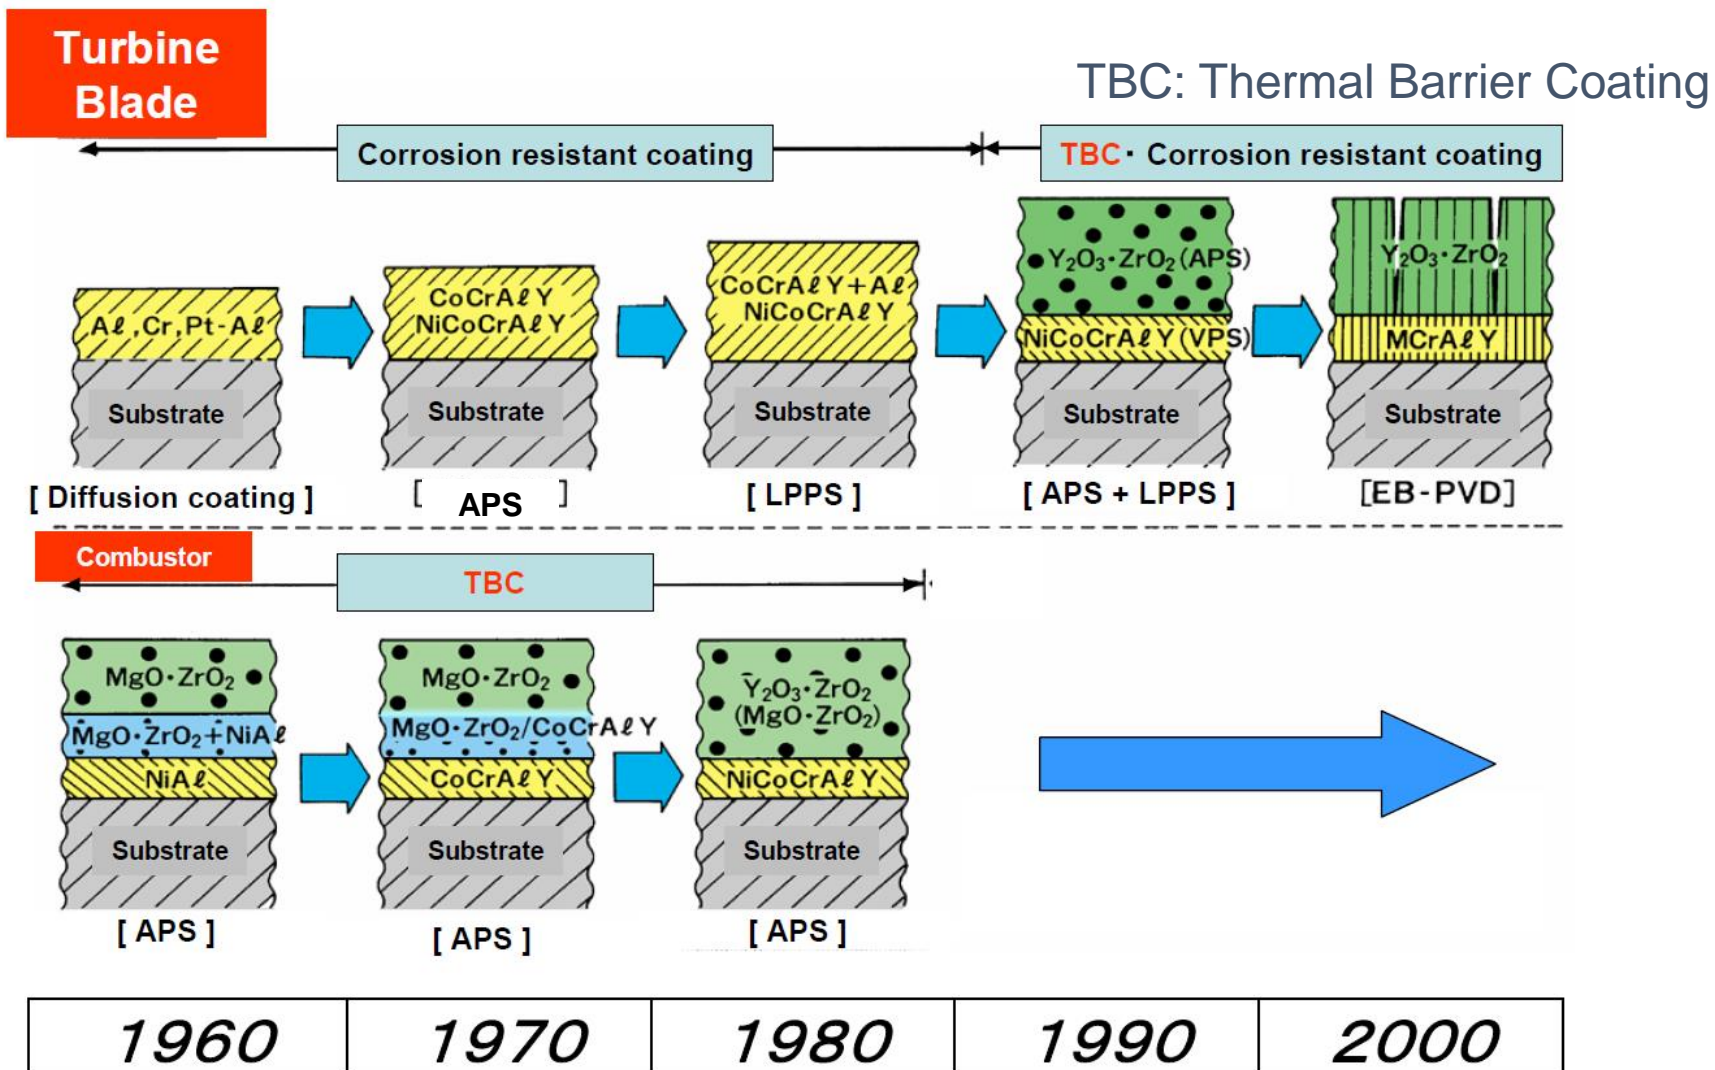 Turbine
Blade
TBC: Thermal Barrier Coating
Corrosion resistant coating
TBC・ Corrosion resistant coating
Aℓ,Cr,Pt-Aℓ
Substrate
[ Diffusion coating ]
CoCrAℓY
NiCoCrAℓY
Substrate
[ APS ]
CoCrAℓY+Aℓ
NiCoCrAℓY
Substrate
[ LPPS ]
Y₂O₃・ZrO₂(APS)
NiCoCrAℓY(VPS)
Substrate
[ APS + LPPS ]
Y₂O₃・ZrO₂
MCrAℓY
Substrate
[EB-PVD]
Combustor
TBC
MgO・ZrO₂
MgO・ZrO₂+NiAℓ
NiAℓ
Substrate
[ APS ]
MgO・ZrO₂
MgO・ZrO₂/CoCrAℓY
CoCrAℓY
Substrate
[ APS ]
Y₂O₃・ZrO₂
(MgO・ZrO₂)
NiCoCrAℓY
Substrate
[ APS ]
1960 1970 1980 1990 2000